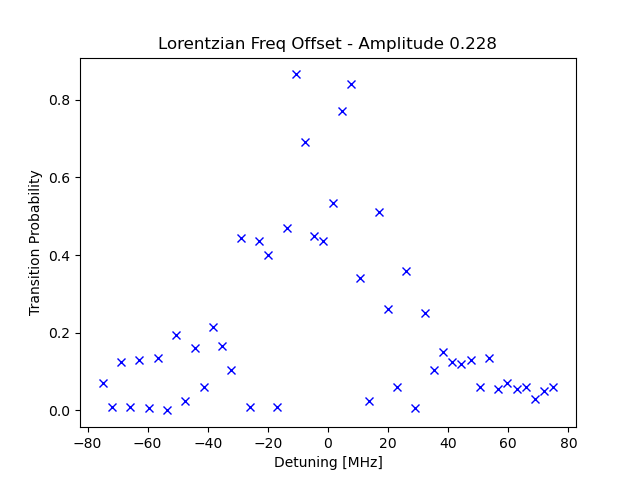 Lorentzian Freq Offset - Amplitude 0.228
Transition Probability
0.8
0.6
0.4
0.2
0.0
−80 −60 −40 −20 0 20 40 60 80
Detuning [MHz]